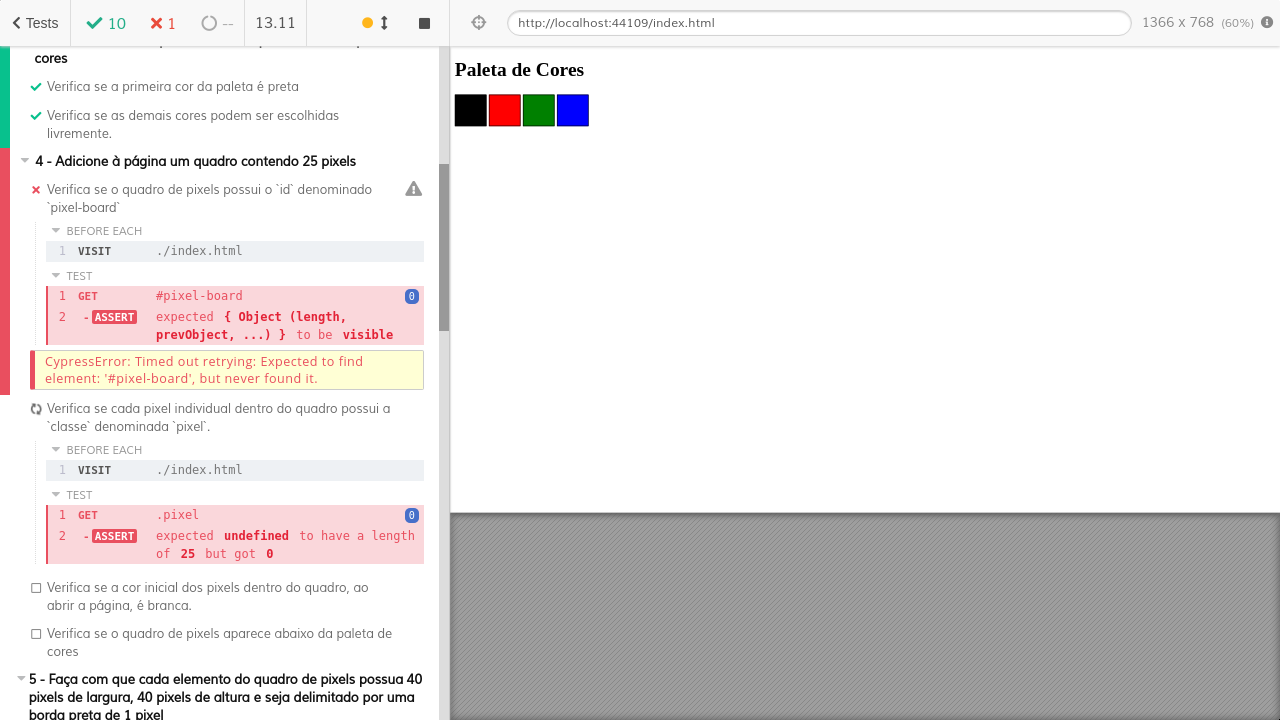 Tests
10
1
--
13.11
http://localhost:44109/index.html
1366 x 768 (60%)
cores
Verifica se a primeira cor da paleta é preta
Verifica se as demais cores podem ser escolhidas
livremente.
4 - Adicione à página um quadro contendo 25 pixels
Verifica se o quadro de pixels possui o `id` denominado
`pixel-board`
BEFORE EACH
1 VISIT ./index.html
TEST
1 GET #pixel-board 0
2 -ASSERT expected { Object (length,
prevObject, ...) } to be visible
CypressError: Timed out retrying: Expected to find
element: '#pixel-board', but never found it.
Verifica se cada pixel individual dentro do quadro possui a
`classe` denominada `pixel`.
BEFORE EACH
1 VISIT ./index.html
TEST
1 GET .pixel 0
2 -ASSERT expected undefined to have a length
of 25 but got 0
Verifica se a cor inicial dos pixels dentro do quadro, ao
abrir a página, é branca.
Verifica se o quadro de pixels aparece abaixo da paleta de
cores
5 - Faça com que cada elemento do quadro de pixels possua 40
pixels de largura, 40 pixels de altura e seja delimitado por uma
borda preta de 1 pixel
Paleta de Cores